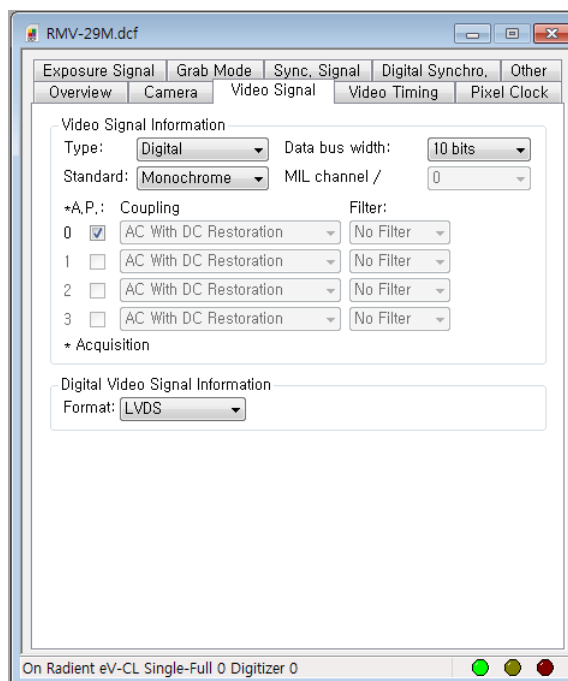 RMV-29M.dcf
Exposure Signal Grab Mode Sync. Signal Digital Synchro. Other
Overview Camera Video Signal Video Timing Pixel Clock
Video Signal Information
Type: Digital Data bus width: 10 bits
Standard: Monochrome MIL channel / 0
*A.P.: Coupling Filter:
0 AC With DC Restoration No Filter
1 AC With DC Restoration No Filter
2 AC With DC Restoration No Filter
3 AC With DC Restoration No Filter
* Acquisition
Digital Video Signal Information
Format: LVDS
On Radient eV-CL Single-Full 0 Digitizer 0